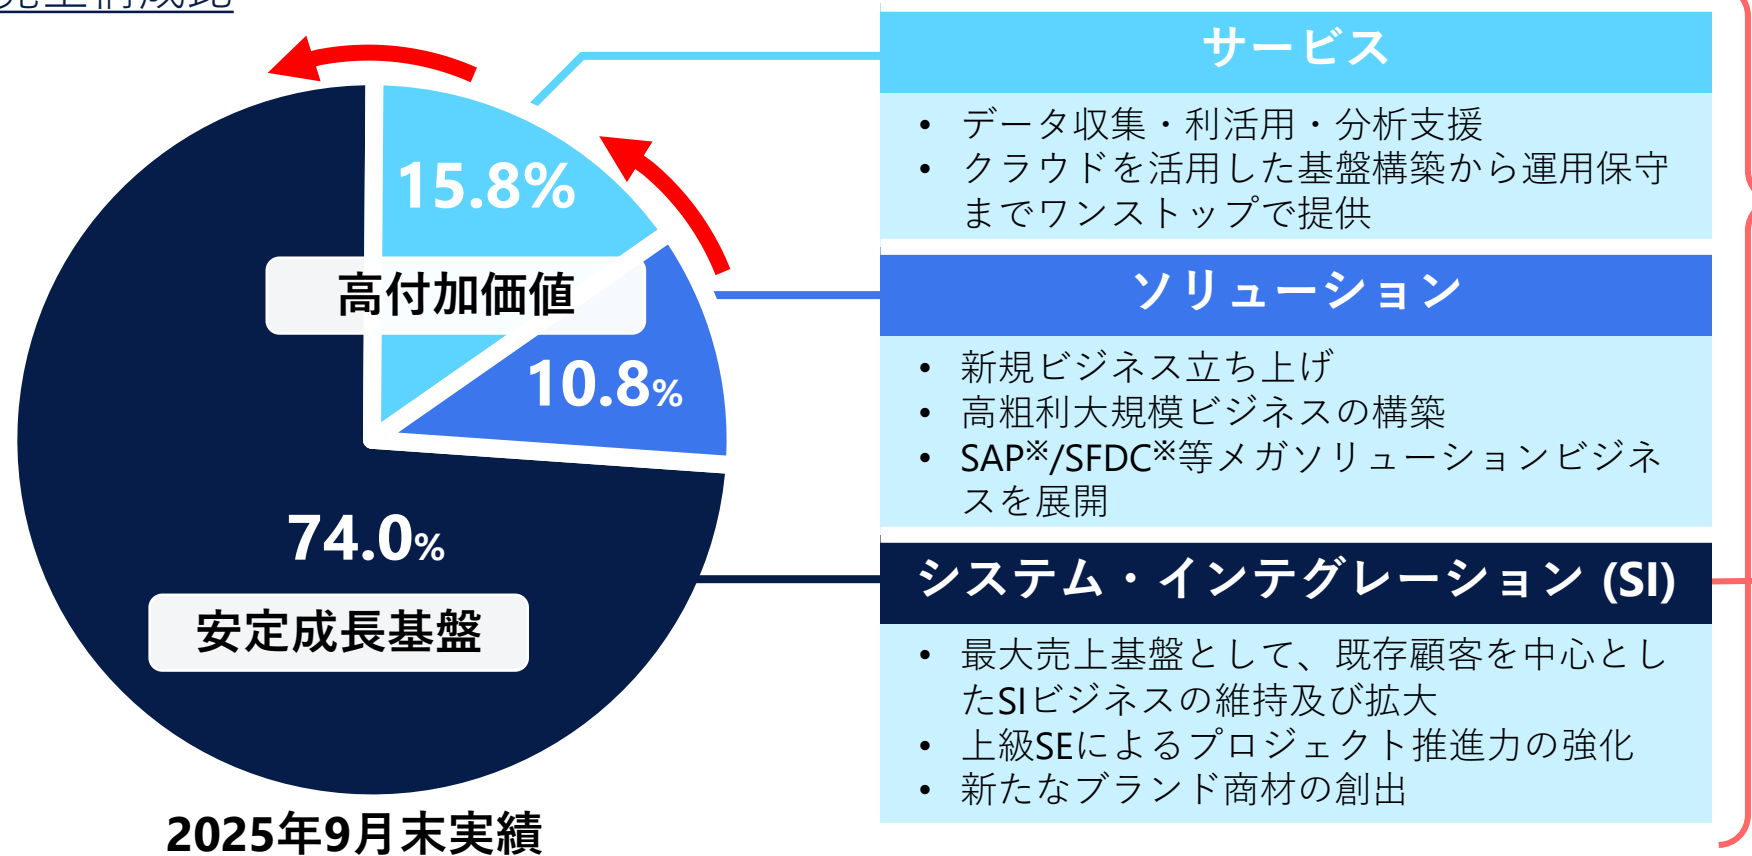 15.8%
高付加価値
10.8%
74.0%
安定成長基盤
2025年9月末実績
サービス
• データ収集・利活用・分析支援
• クラウドを活用した基盤構築から運用保守
までワンストップで提供
ソリューション
• 新規ビジネス立ち上げ
• 高粗利大規模ビジネスの構築
• SAP※/SFDC※等メガソリューションビジネ
スを展開
システム・インテグレーション (SI)
• 最大売上基盤として、既存顧客を中心とし
たSIビジネスの維持及び拡大
• 上級SEによるプロジェクト推進力の強化
• 新たなブランド商材の創出